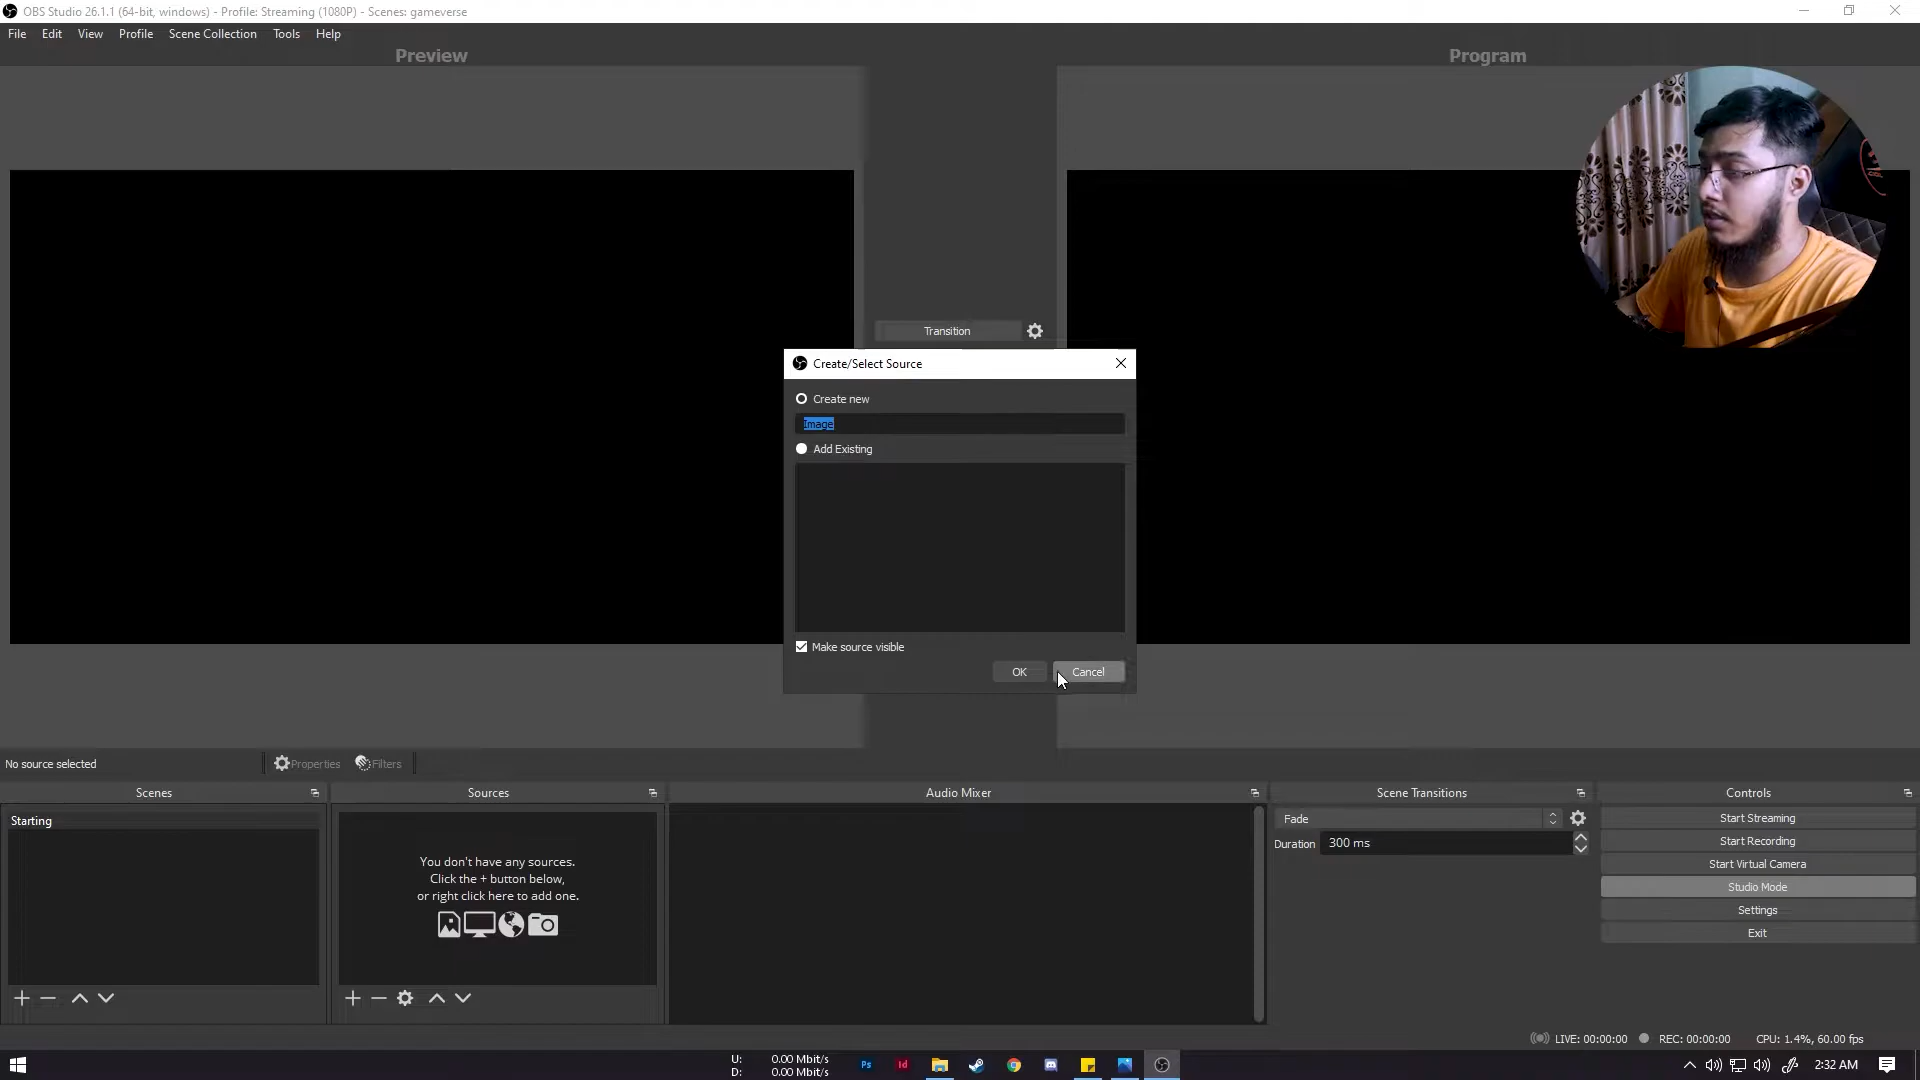 OBS Studio 26.1.1 (64-bit, windows) - Profile: Streaming (1080P) - Scenes: gameverse
File Edit View Profile Scene Collection Tools Help
Preview
Program
Transition
Create/Select Source
Create new
Image
Add Existing
Make source visible
OK
Cancel
No source selected
Properties
Filters
Scenes
Sources
Audio Mixer
Scene Transitions
Controls
Starting
You don't have any sources.
Click the + button below,
or right click here to add one.
Fade
Duration 300 ms
Start Streaming
Start Recording
Start Virtual Camera
Studio Mode
Settings
Exit
LIVE: 00:00:00
REC: 00:00:00
CPU: 1.4%, 60.00 fps
U: 0.00 Mbit/s
D: 0.00 Mbit/s
Ps
Id
2:32 AM